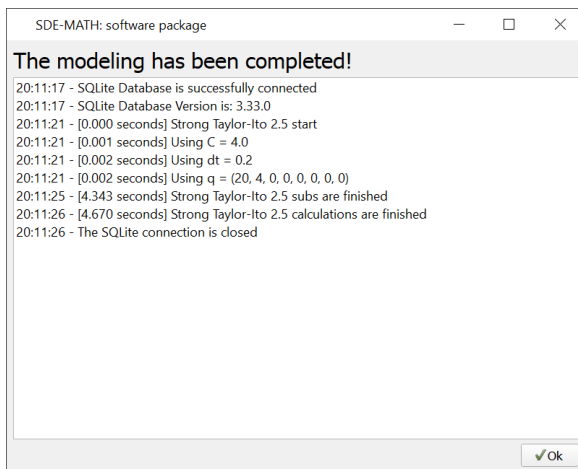 SDE-MATH: software package
The modeling has been completed!
20:11:17 - SQLite Database is successfully connected
20:11:17 - SQLite Database Version is: 3.33.0
20:11:21 - [0.000 seconds] Strong Taylor-Ito 2.5 start
20:11:21 - [0.001 seconds] Using C = 4.0
20:11:21 - [0.002 seconds] Using dt = 0.2
20:11:21 - [0.002 seconds] Using q = (20, 4, 0, 0, 0, 0, 0, 0)
20:11:25 - [4.343 seconds] Strong Taylor-Ito 2.5 subs are finished
20:11:26 - [4.670 seconds] Strong Taylor-Ito 2.5 calculations are finished
20:11:26 - The SQLite connection is closed
Ok